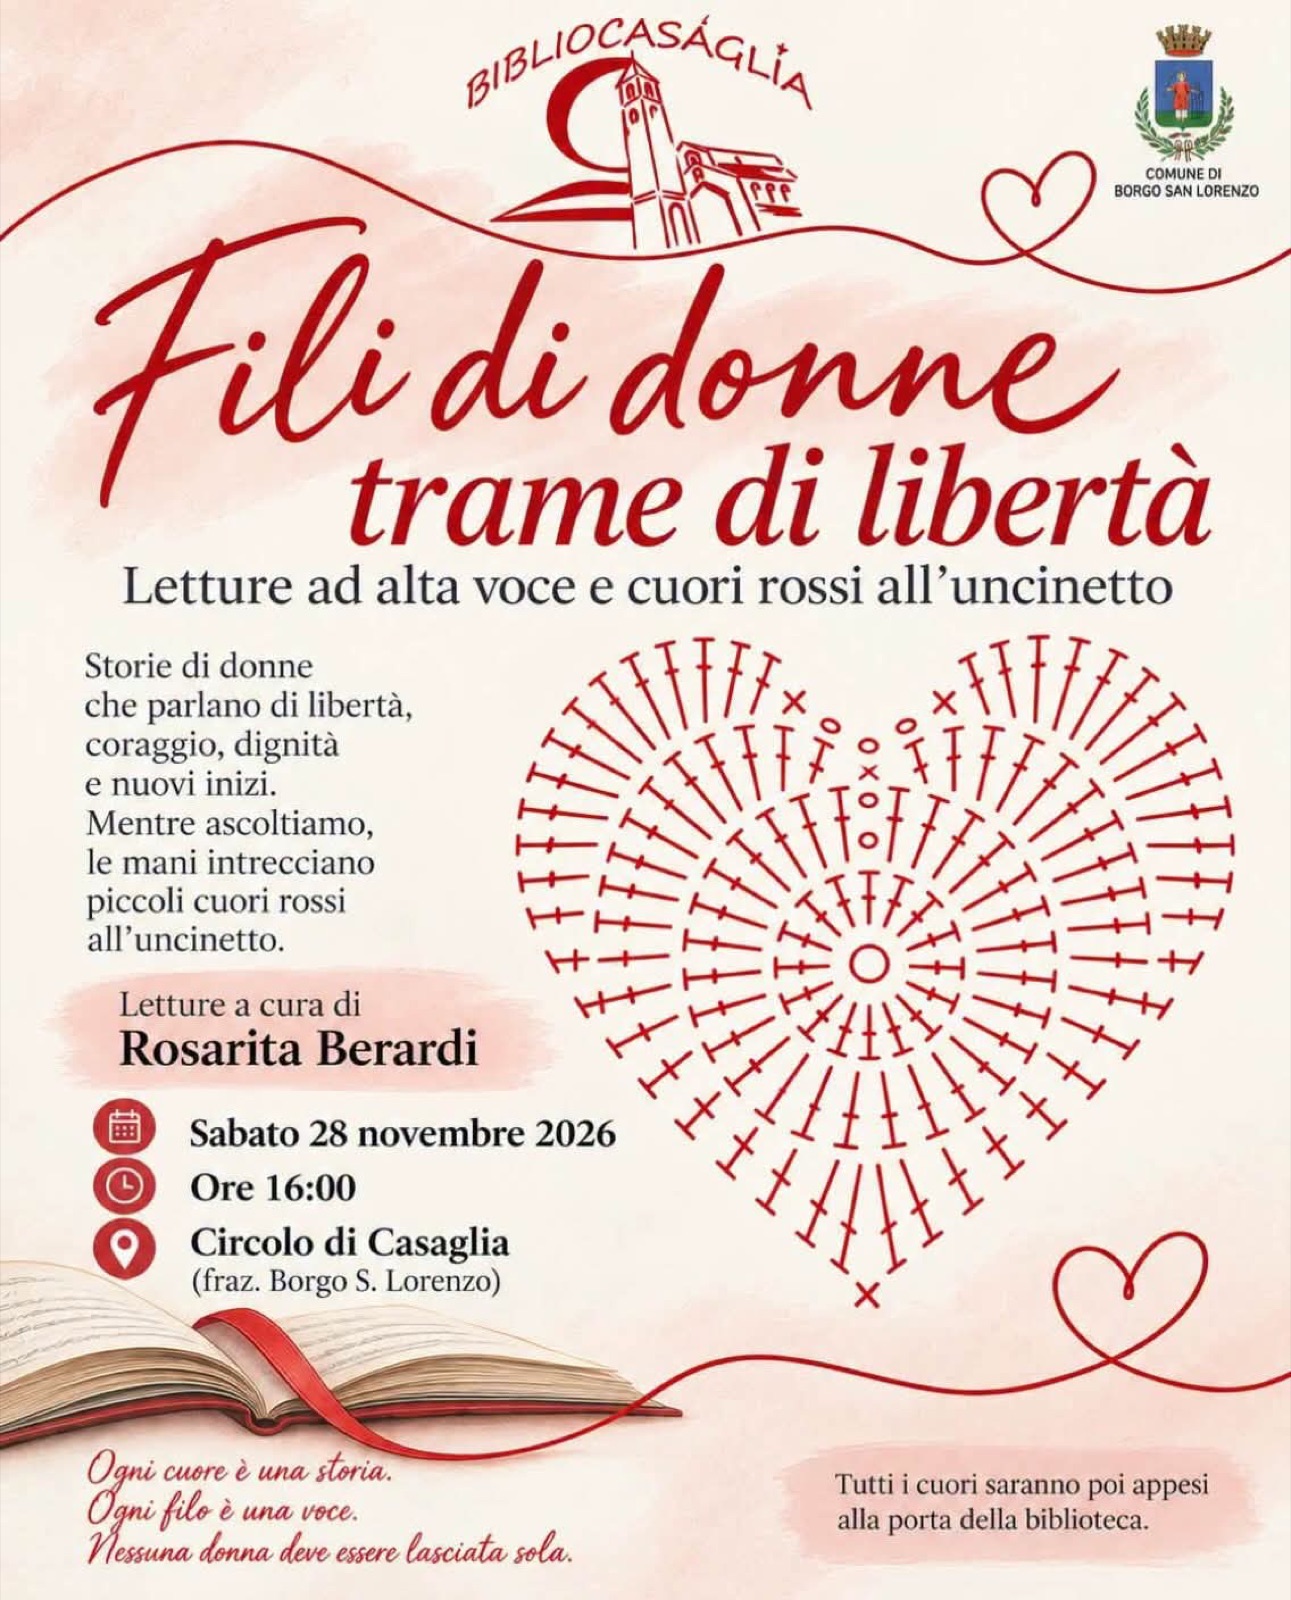 BIBLIOCASAGLIA
COMUNE DI
BORGO SAN LORENZO
Fili di donne
trame di libertà
Letture ad alta voce e cuori rossi all’uncinetto
Storie di donne
che parlano di libertà,
coraggio, dignità
e nuovi inizi.
Mentre ascoltiamo,
le mani intrecciano
piccoli cuori rossi
all’uncinetto.
Letture a cura di
Rosarita Berardi
Sabato 28 novembre 2026
Ore 16:00
Circolo di Casaglia
(fraz. Borgo S. Lorenzo)
Ogni cuore è una storia.
Ogni filo è una voce.
Nessuna donna deve essere lasciata sola.
Tutti i cuori saranno poi appesi
alla porta della biblioteca.